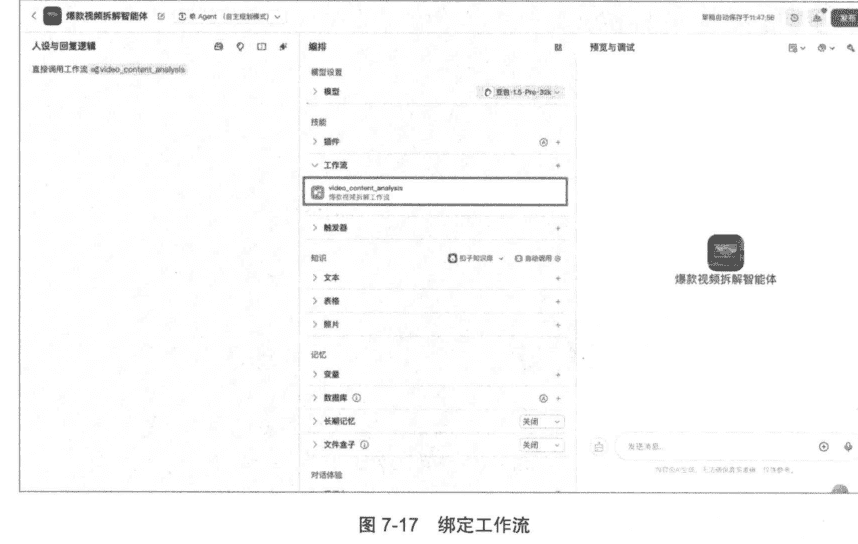 爆款视频拆解智能体
单 Agent（自主规划模式）
草稿自动保存于11:47:56
发布
人设与回复逻辑
直接调用工作流 video_content_analysis
编排
模型设置
模型
豆包·1.5·Pro·32k
技能
插件
工作流
video_content_analysis
爆款视频拆解工作流
触发器
知识
扣子知识库
自动调用
文本
表格
照片
记忆
变量
数据库
长期记忆
关闭
文件盒子
关闭
对话体验
预览与调试
爆款视频拆解智能体
发送消息
图 7-17 绑定工作流